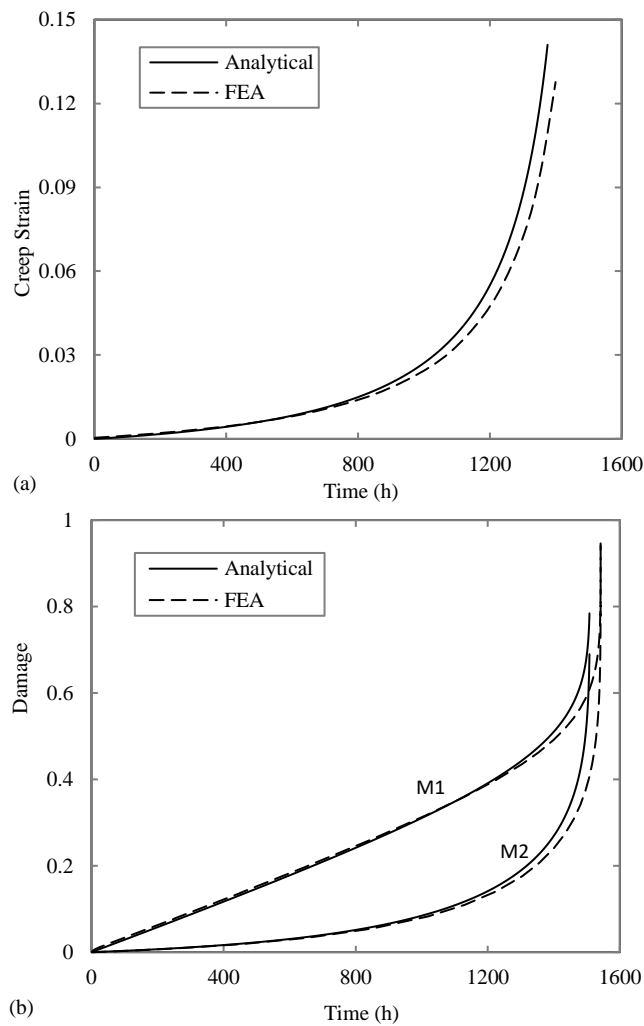 0.15
Analytical
FEA
0.12
0.09
Creep Strain
0.06
0.03
0
0 400 800 1200 1600
(a)
Time (h)
1
Analytical
FEA
0.8
Damage
0.6
M1
0.4
M2
0.2
0
0 400 800 1200 1600
(b)
Time (h)